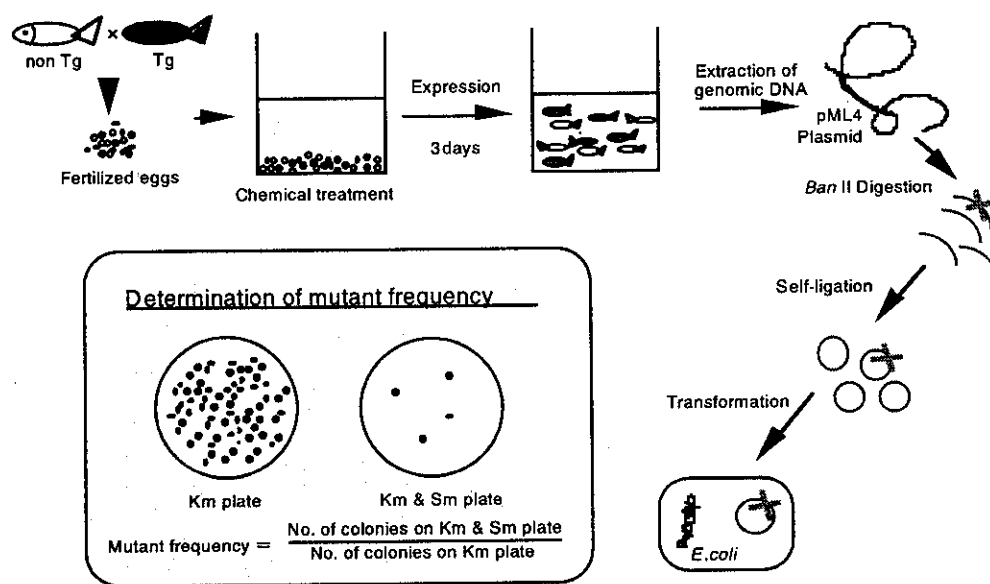 non Tg
×
Tg
Fertilized eggs
Chemical treatment
Expression
3days
Extraction of
genomic DNA
pML4
Plasmid
Ban II Digestion
Self-ligation
Transformation
E.coli
Determination of mutant frequency
Km plate
Km & Sm plate
Mutant frequency =
No. of colonies on Km & Sm plate
No. of colonies on Km plate